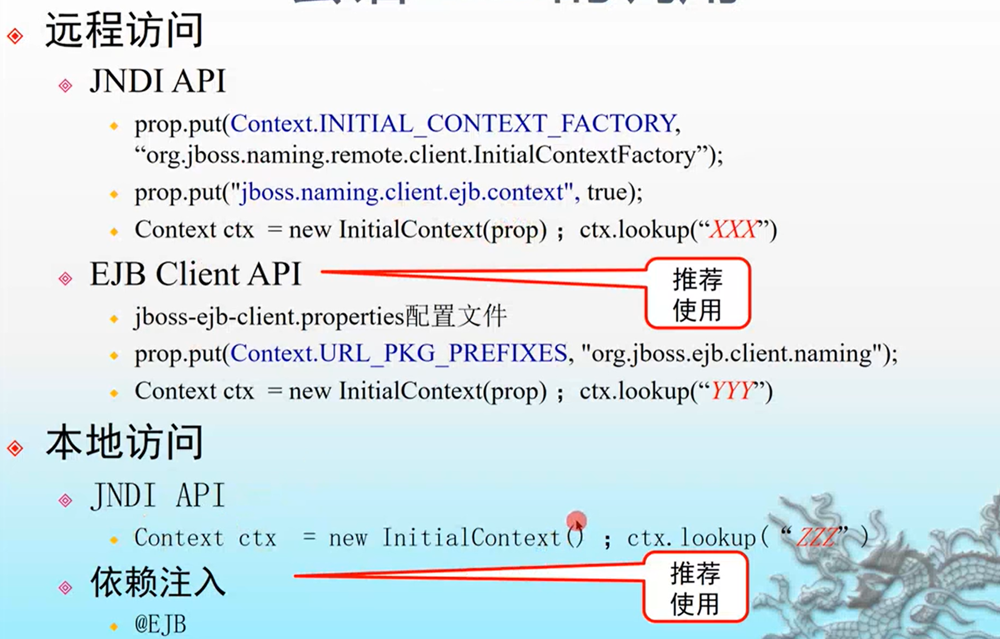 远程访问
JNDI API
prop.put(Context.INITIAL_CONTEXT_FACTORY,
“org.jboss.naming.remote.client.InitialContextFactory”);
prop.put("jboss.naming.client.ejb.context", true);
Context ctx = new InitialContext(prop) ；ctx.lookup(“XXX”)
EJB Client API
推荐
使用
jboss-ejb-client.properties配置文件
prop.put(Context.URL_PKG_PREFIXES, "org.jboss.ejb.client.naming");
Context ctx = new InitialContext(prop) ；ctx.lookup(“YYY”)
本地访问
JNDI API
Context ctx = new InitialContext() ；ctx.lookup(“ZZZ”)
依赖注入
推荐
使用
@EJB